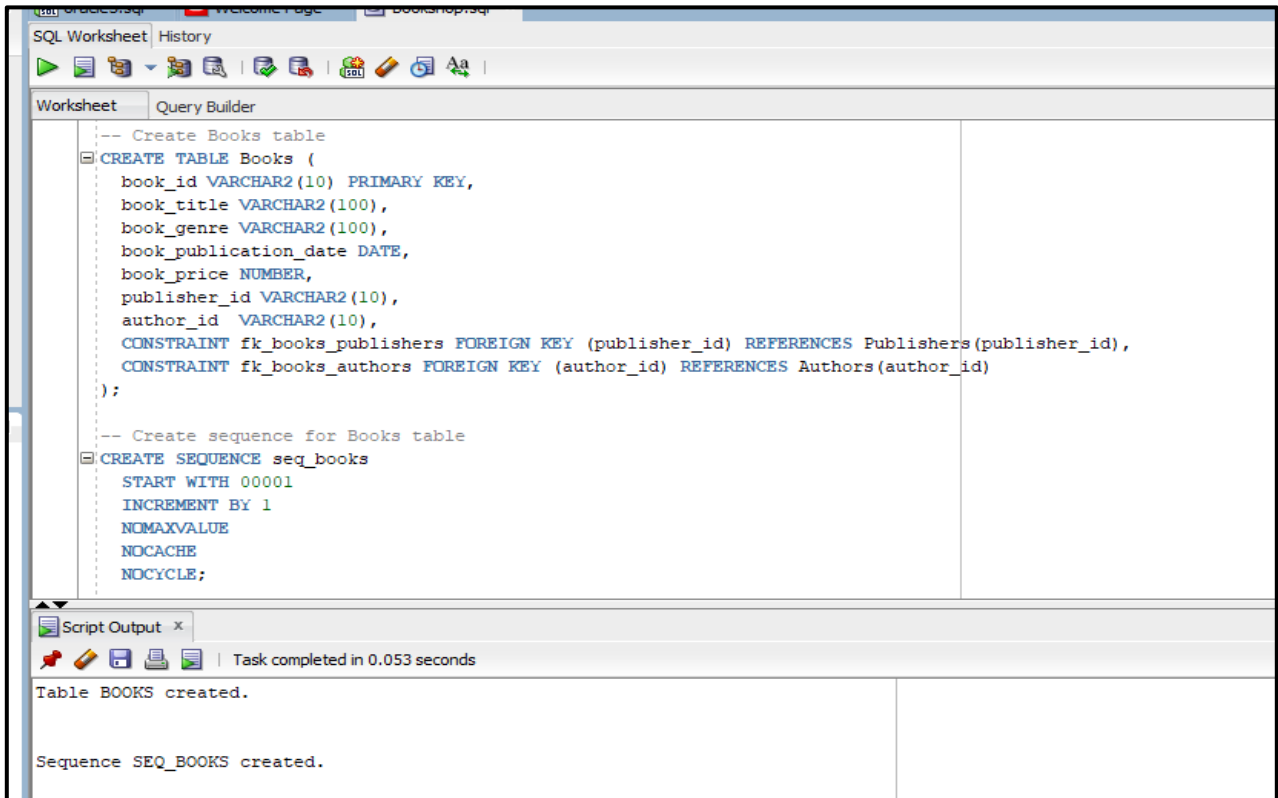 SQL Worksheet History
Worksheet Query Builder
-- Create Books table
CREATE TABLE Books (
book_id VARCHAR2(10) PRIMARY KEY,
book_title VARCHAR2(100),
book_genre VARCHAR2(100),
book_publication_date DATE,
book_price NUMBER,
publisher_id VARCHAR2(10),
author_id  VARCHAR2(10),
CONSTRAINT fk_books_publishers FOREIGN KEY (publisher_id) REFERENCES Publishers(publisher_id),
CONSTRAINT fk_books_authors FOREIGN KEY (author_id) REFERENCES Authors(author_id)
);
-- Create sequence for Books table
CREATE SEQUENCE seq_books
START WITH 00001
INCREMENT BY 1
NOMAXVALUE
NOCACHE
NOCYCLE;
Script Output x
Task completed in 0.053 seconds
Table BOOKS created.
Sequence SEQ_BOOKS created.